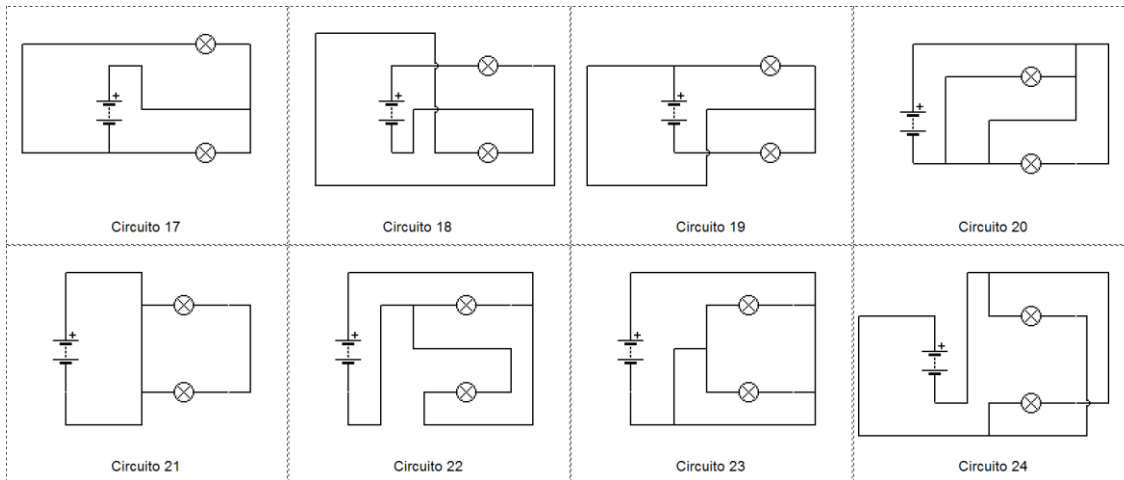 +
+
+
+
Circuito 17
Circuito 18
Circuito 19
Circuito 20
+
+
+
+
Circuito 21
Circuito 22
Circuito 23
Circuito 24